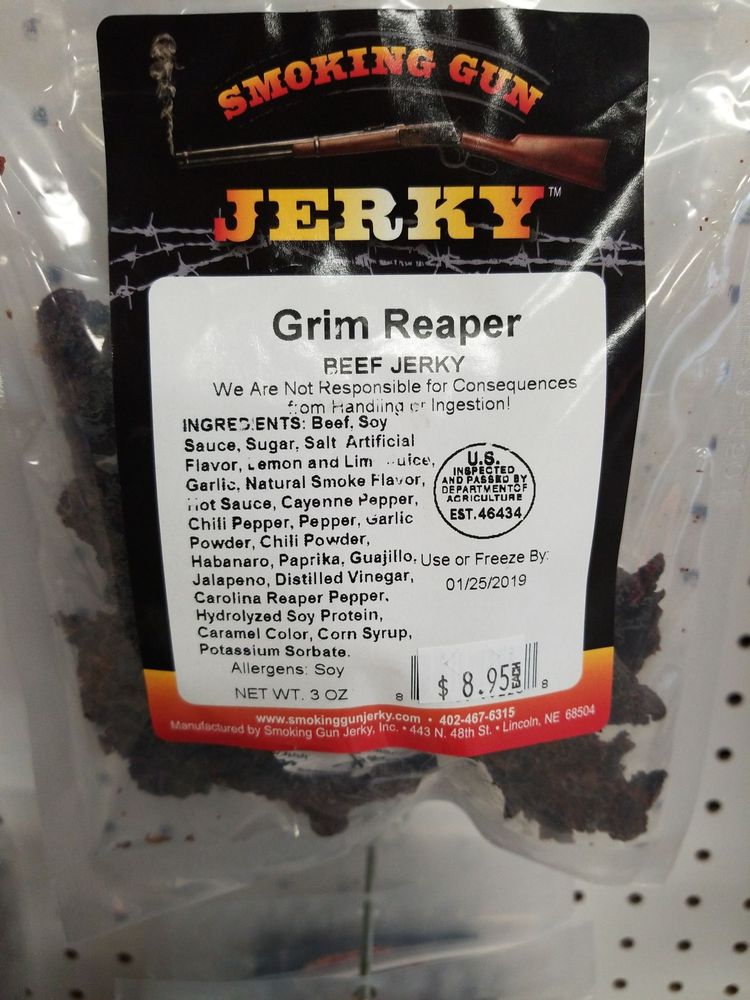 SMOKING GUN
JERKY™
Grim Reaper
BEEF JERKY
We Are Not Responsible for Consequences
from Handling or Ingestion!
INGREDIENTS: Beef, Soy
Sauce, Sugar, Salt Artificial
Flavor, Lemon and Lime Juice,
Garlic, Natural Smoke Flavor,
Hot Sauce, Cayenne Pepper,
Chili Pepper, Pepper, Garlic
Powder, Chili Powder,
Habanaro, Paprika, Guajillo,
Jalapeno, Distilled Vinegar,
Carolina Reaper Pepper,
Hydrolyzed Soy Protein,
Caramel Color, Corn Syrup,
Potassium Sorbate.
Allergens: Soy
NET WT. 3 OZ
U.S.
INSPECTED
AND PASSED BY
DEPARTMENT OF
AGRICULTURE
EST. 46434
Use or Freeze By:
01/25/2019
8
$ 8.95 EACH
8
www.smokinggunjerky.com • 402-467-6315
Manufactured by Smoking Gun Jerky, Inc. • 443 N. 48th St. • Lincoln, NE 68504